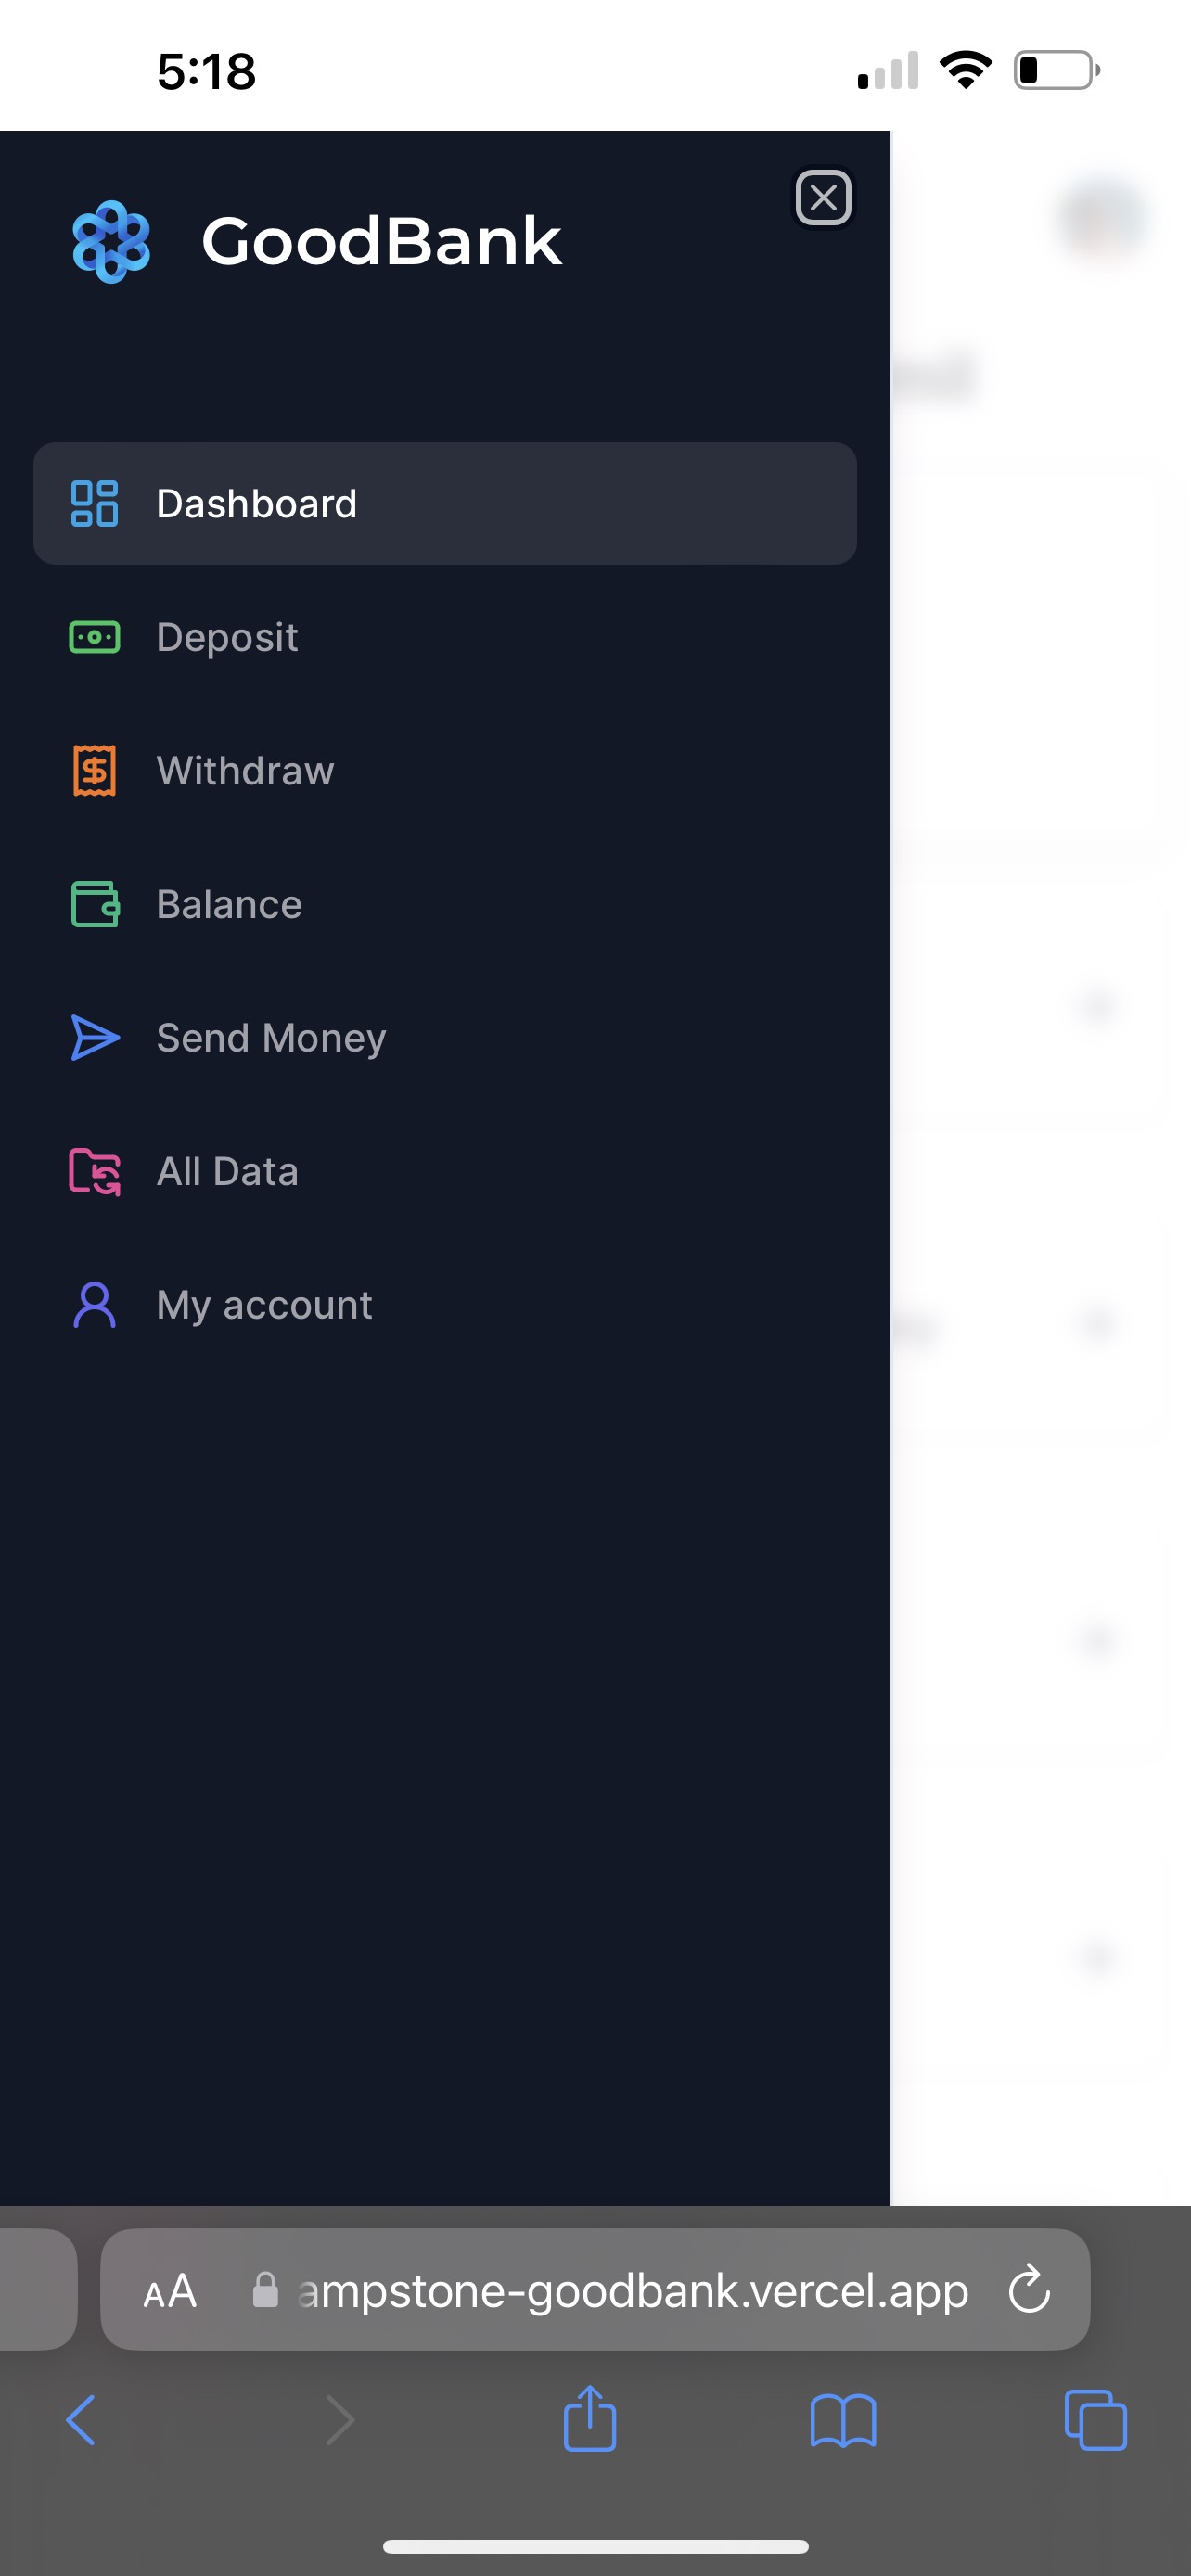 5:18
GoodBank
Dashboard
Deposit
Withdraw
Balance
Send Money
All Data
My account
AA ampstone-goodbank.vercel.app